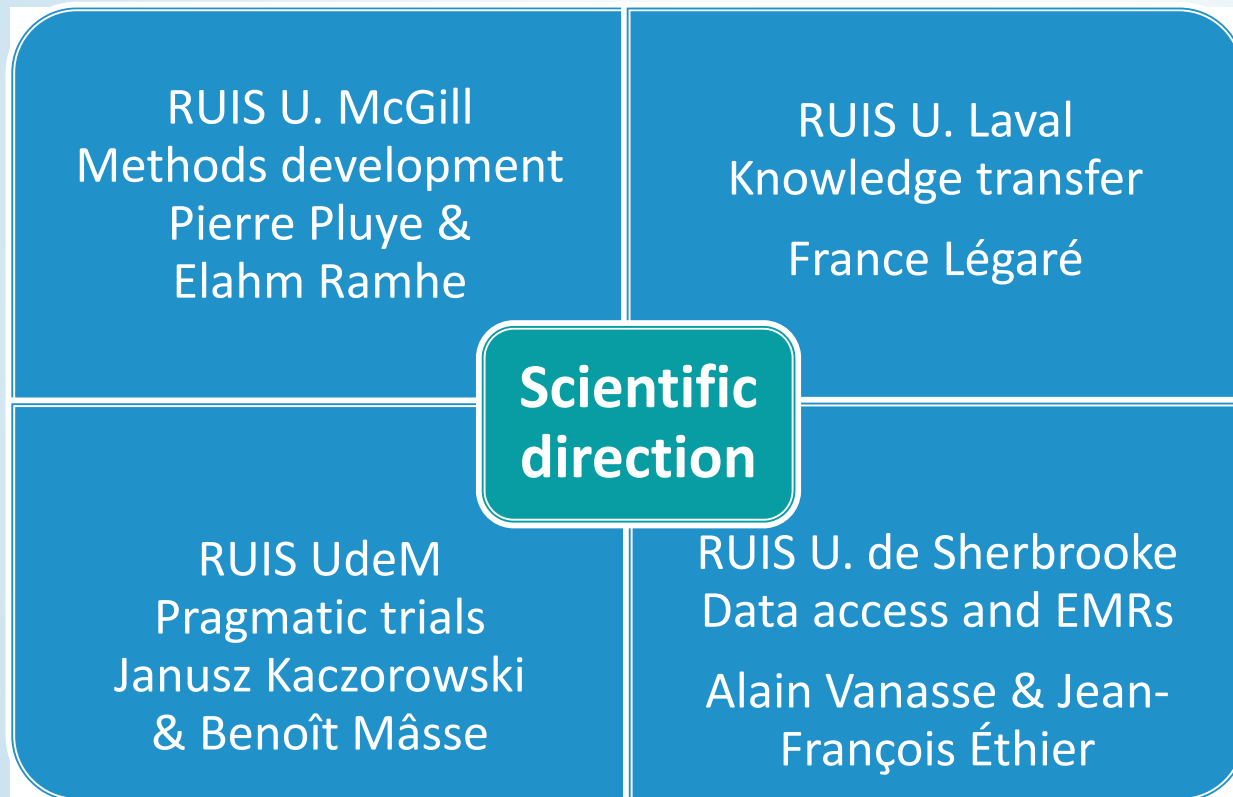 RUIS U. McGill
Methods development
Pierre Pluye &
Elahm Ramhe
RUIS U. Laval
Knowledge transfer
France Légaré
Scientific
direction
RUIS UdeM
Pragmatic trials
Janusz Kaczorowski
& Benoît Mâsse
RUIS U. de Sherbrooke
Data access and EMRs
Alain Vanasse & Jean-
François Éthier